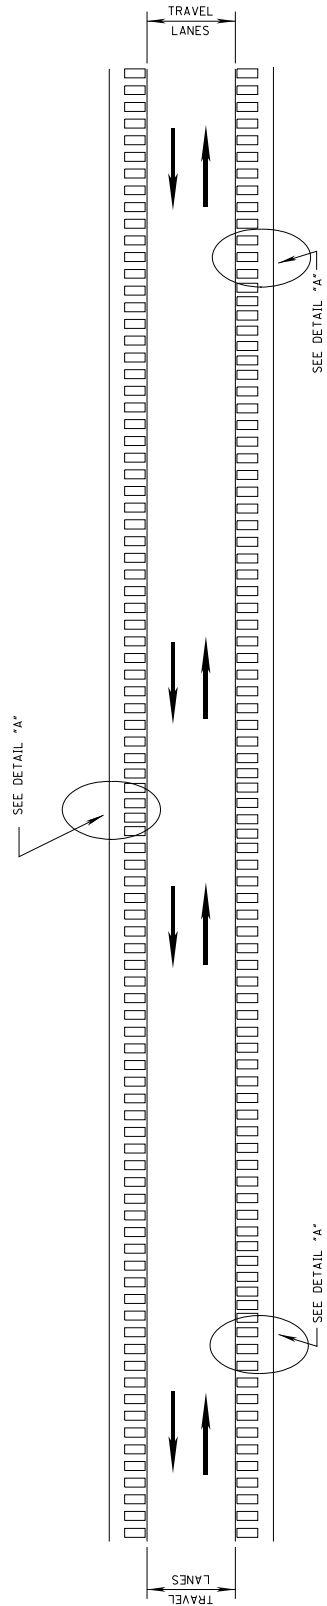 TRAVEL
LANES
SEE DETAIL "A"
SEE DETAIL "A"
SEE DETAIL "A"
TRAVEL
LANES